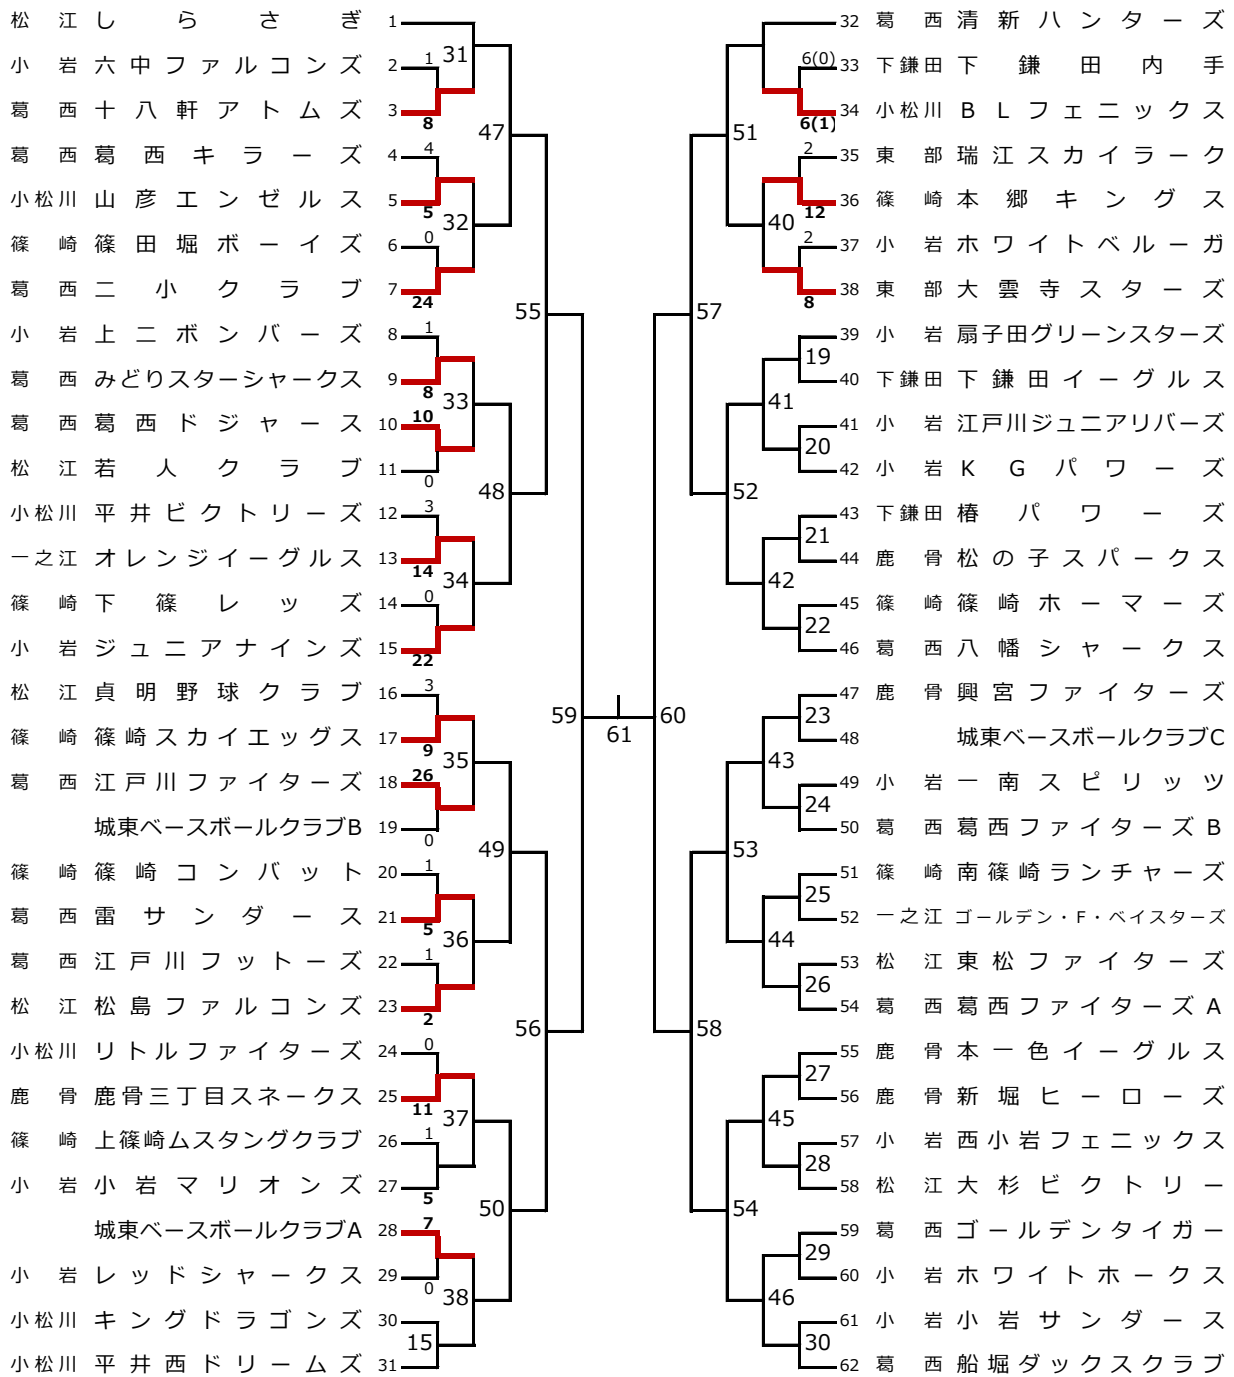 松江 しらさぎ 1
小岩 六中ファルコンズ 2 1
31
葛西 十八軒アトムズ 3 8
47
葛西 葛西キラーズ 4 4
小松川 山彦エンゼルス 5 5
32
篠崎 篠田堀ボーイズ 6 0
葛西 二小クラブ 7 24
55
小岩 上ニボンバーズ 8 1
葛西 みどりスターシャークス 9 8
33
葛西 葛西ドジャース 10 10
松江 若人クラブ 11 0
48
小松川 平井ビクトリーズ 12 3
一之江 オレンジイーグルス 13 14
34
篠崎 下篠レッズ 14 0
小岩 ジュニアナインズ 15 22
松江 貞明野球クラブ 16 3
59
篠崎 篠崎スカイエッグス 17 9
35
葛西 江戸川ファイターズ 18 26
城東ベースボールクラブB 19 0
49
篠崎 篠崎コンバット 20 1
葛西 雷サンダース 21 5
36
葛西 江戸川フットーズ 22 1
松江 松島ファルコンズ 23 2
56
小松川 リトルファイターズ 24 0
鹿骨 鹿骨三丁目スネークス 25 11
37
篠崎 上篠崎ムスタングクラブ 26 1
小岩 小岩マリオンズ 27 5
50
城東ベースボールクラブA 28 7
小岩 レッドシャークス 29 0
38
小松川 キングドラゴンズ 30
15
小松川 平井西ドリームズ 31
61
32 葛西 清新ハンターズ
6(0) 33 下鎌田 下鎌田内手
6(1) 34 小松川 BLフェニックス
51
2 35 東部 瑞江スカイラーク
12 36 篠崎 本郷キングス
40
2 37 小岩 ホワイトベルーガ
8 38 東部 大雲寺スターズ
57
39 小岩 扇子田グリーンスターズ
19
40 下鎌田 下鎌田イーグルス
41
41 小岩 江戸川ジュニアリバーズ
20
42 小岩 KGパワーズ
52
43 下鎌田 椿パワーズ
21
44 鹿骨 松の子スパークス
42
45 篠崎 篠崎ホーマーズ
22
46 葛西 八幡シャークス
60
47 鹿骨 興宮ファイターズ
23
48 城東ベースボールクラブC
43
49 小岩 一南スピリッツ
24
50 葛西 葛西ファイターズB
53
51 篠崎 南篠崎ランチャーズ
25
52 一之江 ゴールデン・F・ベイスターズ
44
53 松江 東松ファイターズ
26
54 葛西 葛西ファイターズA
58
55 鹿骨 本一色イーグルス
27
56 鹿骨 新堀ヒーローズ
45
57 小岩 西小岩フェニックス
28
58 松江 大杉ビクトリー
54
59 葛西 ゴールデンタイガー
29
60 小岩 ホワイトホークス
46
61 小岩 小岩サンダース
30
62 葛西 船堀ダックスクラブ